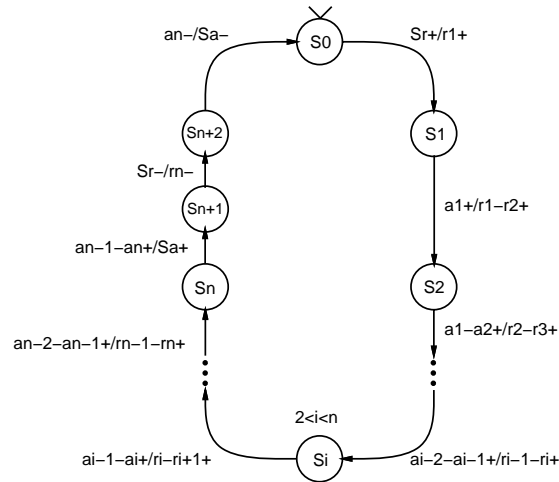 an−/Sa−
S0
Sr+/r1+
Sn+2
S1
Sr−/rn−
Sn+1
a1+/r1−r2+
an−1−an+/Sa+
Sn
S2
an−2−an−1+/rn−1−rn+
a1−a2+/r2−r3+
2<i<n
ai−1−ai+/ri−ri+1+
Si
ai−2−ai−1+/ri−1−ri+